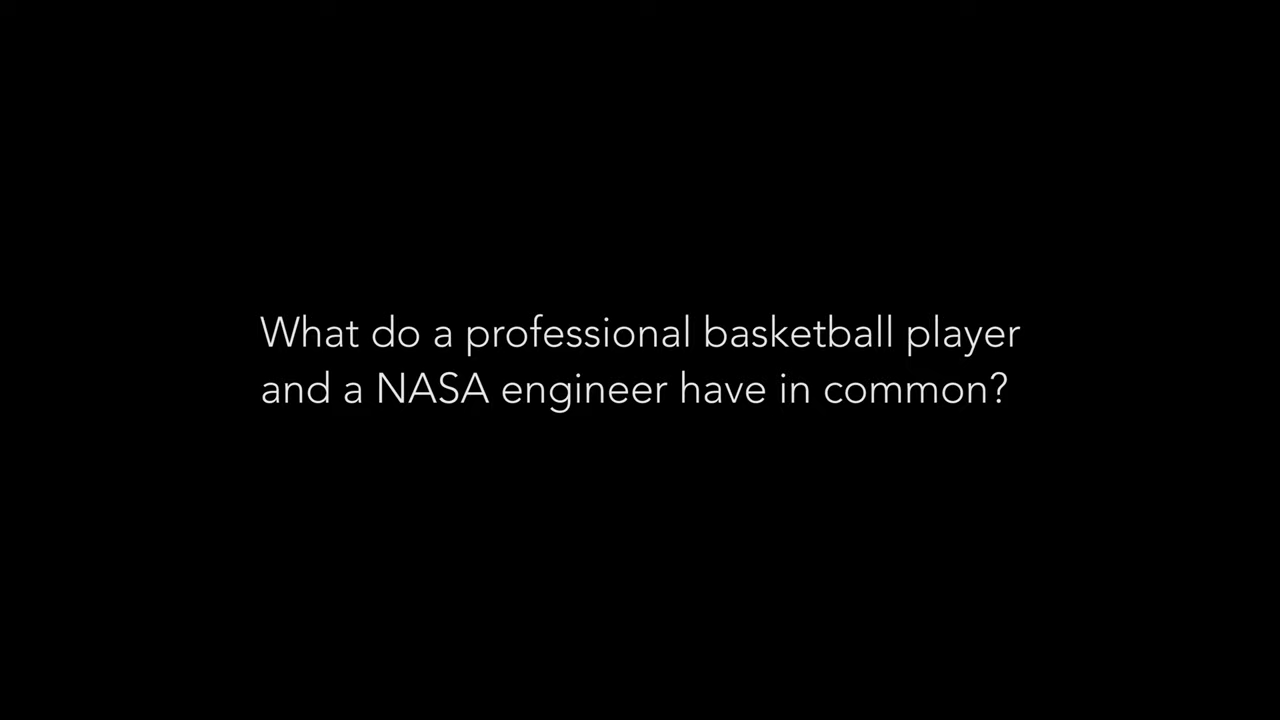 What do a professional basketball player
and a NASA engineer have in common?